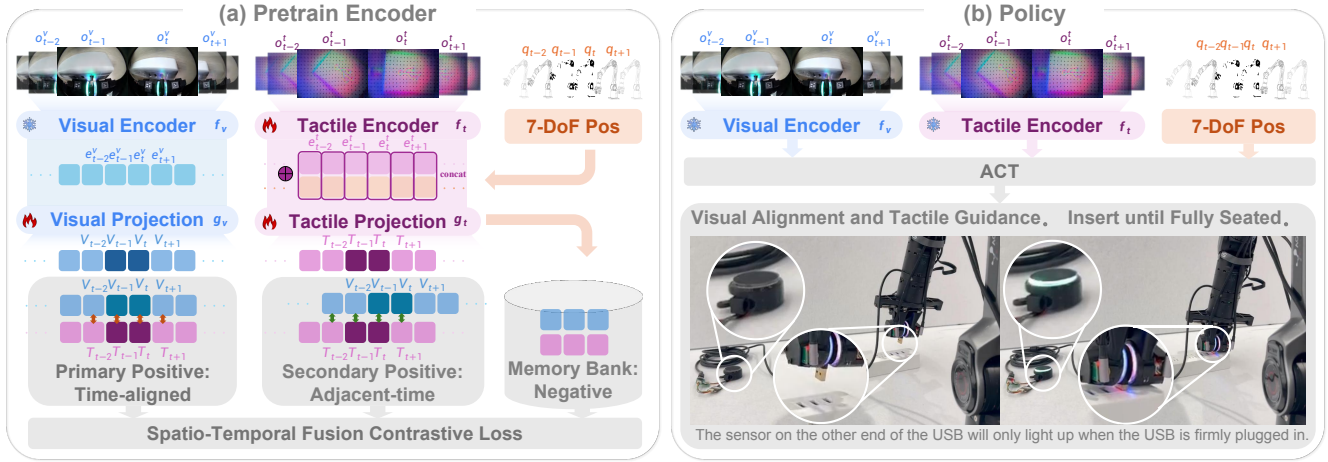 (a) Pretrain Encoder
o^v_{t-2} o^v_{t-1} o^v_t o^v_{t+1}
o^t_{t-2} o^t_{t-1} o^t_t o^t_{t+1}
q_{t-2} q_{t-1} q_t q_{t+1}
Visual Encoder f_v
Tactile Encoder f_t
7-DoF Pos
e^v_{t-2} e^v_{t-1} e^v_t e^v_{t+1}
e^t_{t-2} e^t_{t-1} e^t_t e^t_{t+1}
concat
Visual Projection g_v
Tactile Projection g_t
V_{t-2} V_{t-1} V_t V_{t+1}
T_{t-2} T_{t-1} T_t T_{t+1}
V_{t-2} V_{t-1} V_t V_{t+1}
T_{t-2} T_{t-1} T_t T_{t+1}
Primary Positive:
Time-aligned
V_{t-2} V_{t-1} V_t V_{t+1}
T_{t-2} T_{t-1} T_t T_{t+1}
Secondary Positive:
Adjacent-time
Memory Bank:
Negative
Spatio-Temporal Fusion Contrastive Loss
(b) Policy
o^v_{t-2} o^v_{t-1} o^v_t o^v_{t+1}
o^t_{t-2} o^t_{t-1} o^t_t o^t_{t+1}
q_{t-2} q_{t-1} q_t q_{t+1}
Visual Encoder f_v
Tactile Encoder f_t
7-DoF Pos
ACT
Visual Alignment and Tactile Guidance。 Insert until Fully Seated。
The sensor on the other end of the USB will only light up when the USB is firmly plugged in.